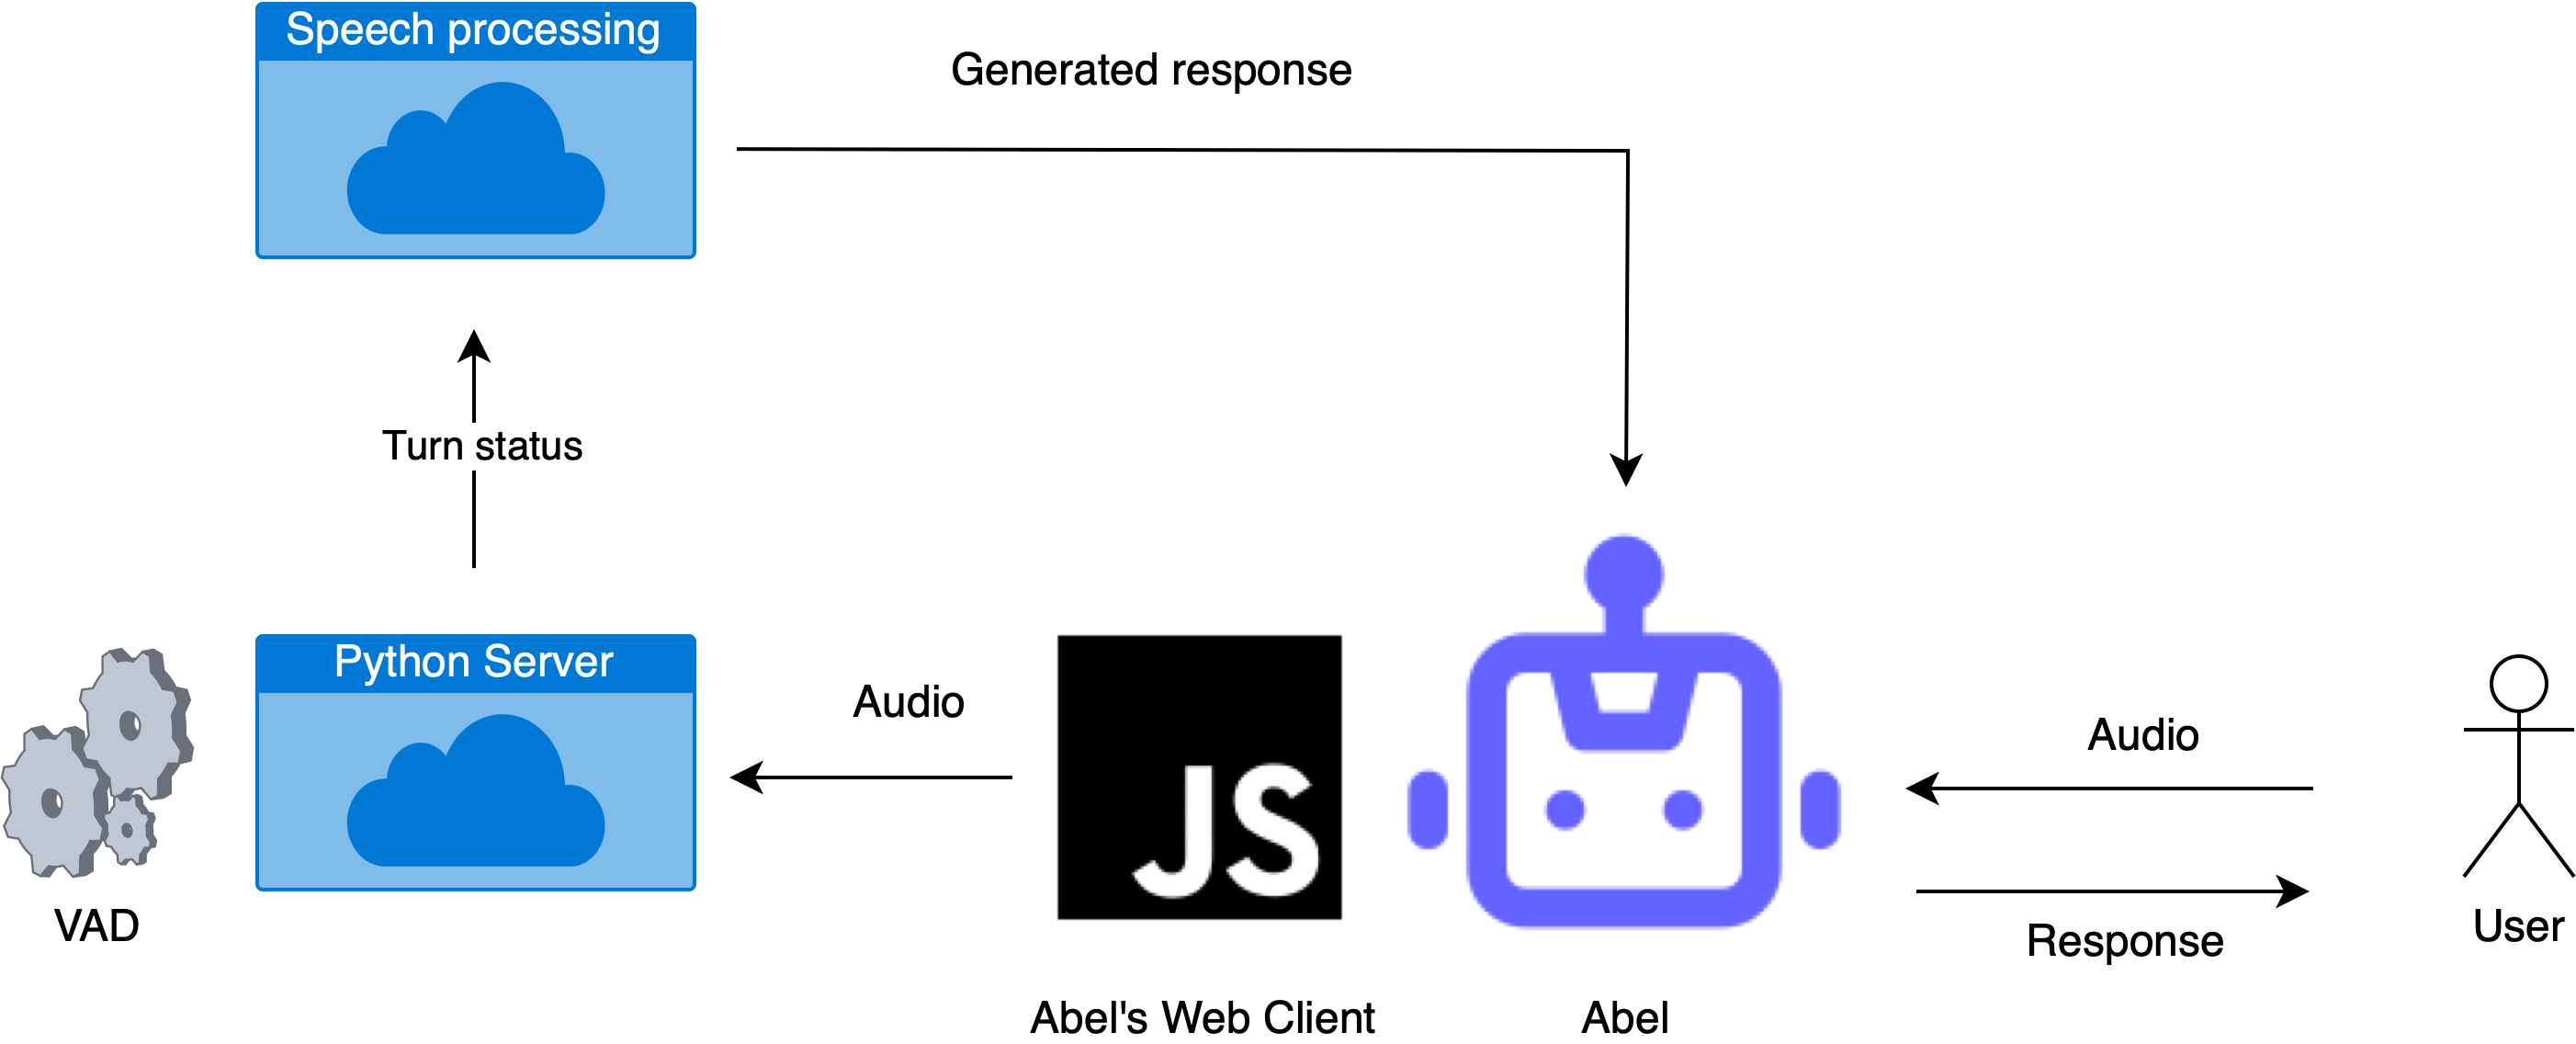 Speech processing
Generated response
Turn status
Python Server
Audio
JS
Audio
VAD
Response
User
Abel's Web Client
Abel